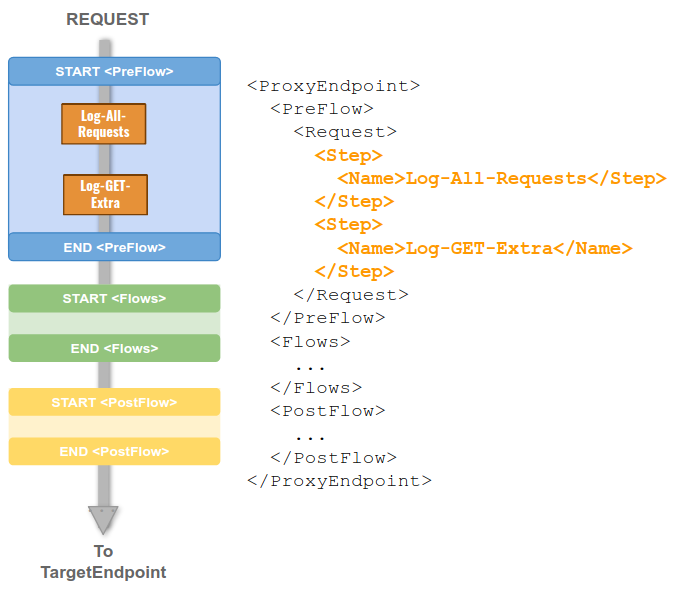 REQUEST
START <PreFlow>
Log-All-
Requests
Log-GET-
Extra
END <PreFlow>
START <Flows>
END <Flows>
START <PostFlow>
END <PostFlow>
To
TargetEndpoint
<ProxyEndpoint>
<PreFlow>
<Request>
<Step>
<Name>Log-All-Requests</Step>
</Step>
<Step>
<Name>Log-GET-Extra</Name>
</Step>
</Request>
</PreFlow>
<Flows>
...
</Flows>
<PostFlow>
...
</PostFlow>
</ProxyEndpoint>